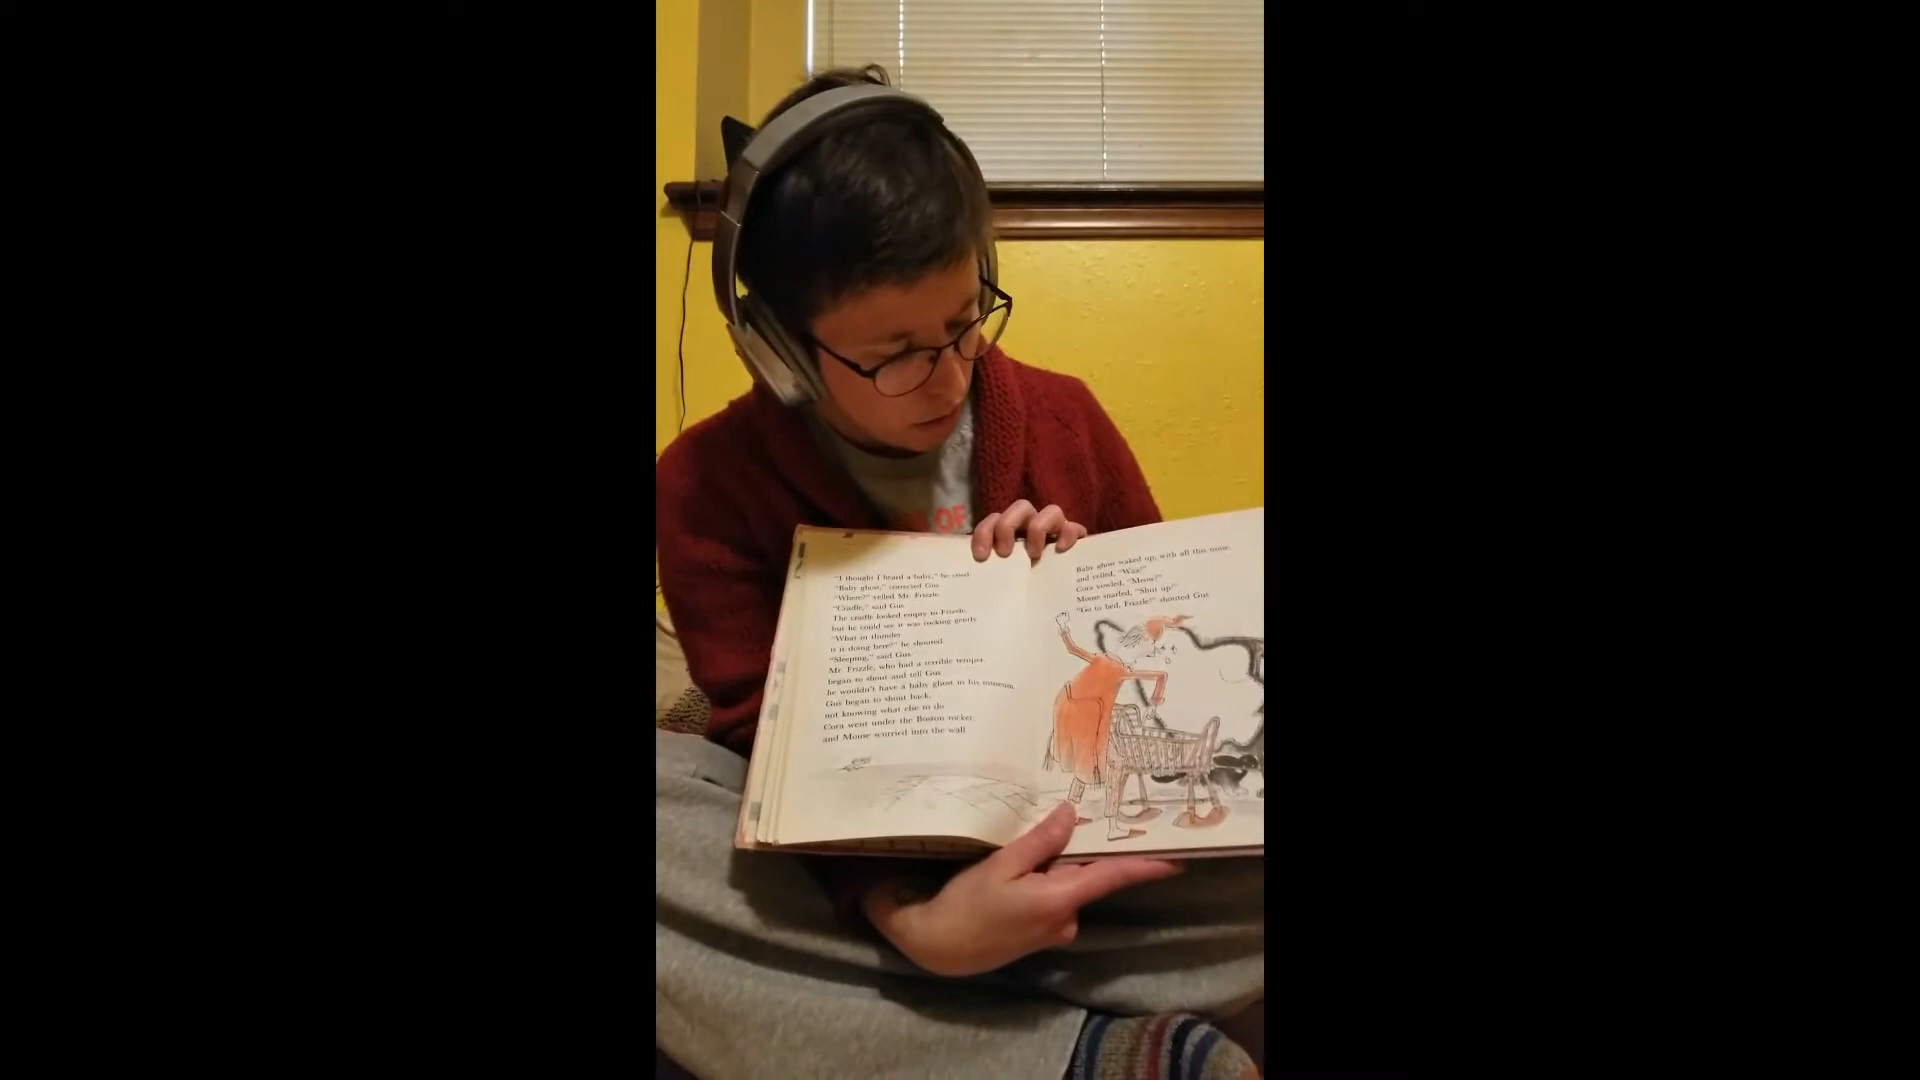 OF
"I thought I heard a baby," he cried
"Baby ghost," corrected Gus
"Where?" yelled Mr. Frizzle
"Cradle," said Gus
The cradle looked empty to Frizzle,
but he could see it was rocking gently
"What in thunder
is it doing here?" he shouted
"Sleeping," said Gus.
Mr. Frizzle, who had a terrible temper,
began to shout and tell Gus
he wouldn't have a baby ghost in his museum.
Gus began to shout back,
not knowing what else to do
Cora went under the Boston rocker,
and Mouse scurried into the wall
Baby ghost waked up, with all this noise,
and yelled, "Waa!"
Cora yowled, "Meow!"
Mouse snarled, "Shut up!"
"Go to bed, Frizzle!" shouted Gus